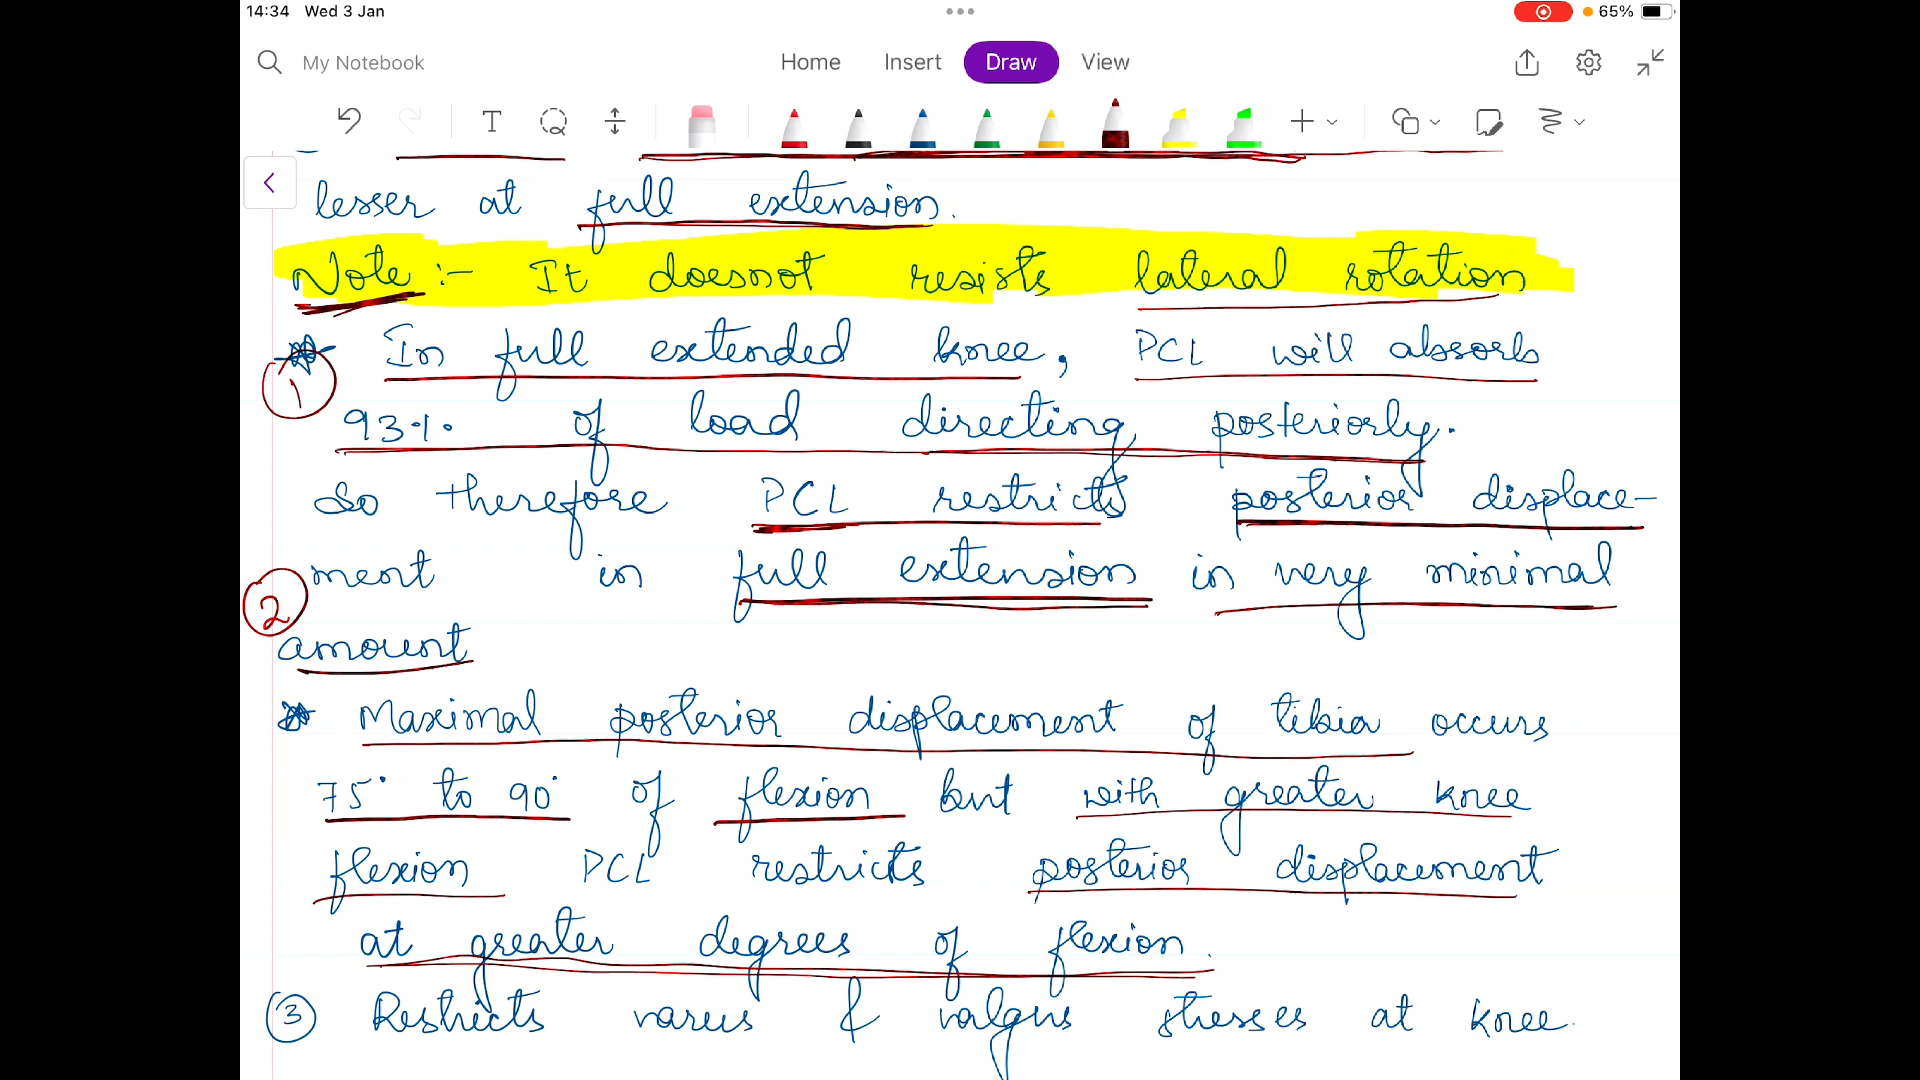 14:34 Wed 3 Jan
65%
My Notebook
Home Insert Draw View
lesser at full extension.
Note :- It doesnot resists lateral rotation
In full extended knee, PCL will absorb
1
93% of load directing posteriorly.
So therefore PCL restricts posterior displace-
ment in full extension in very minimal
2
amount
Maximal posterior displacement of tibia occurs
75° to 90° of flexion but with greater knee
flexion PCL restricts posterior displacement
at greater degrees of flexion.
3 Restricts varus & valgus stresses at knee.